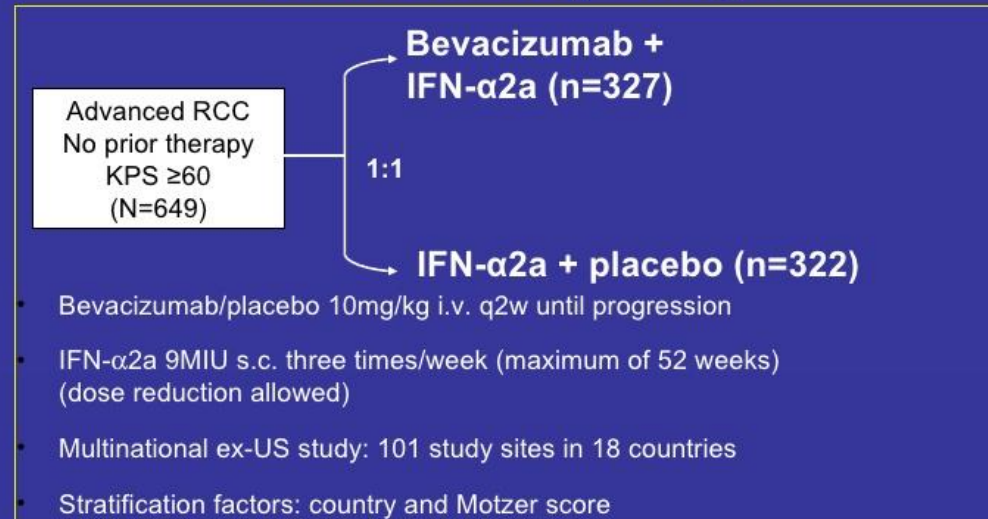 Bevacizumab +
IFN-α2a (n=327)
Advanced RCC
No prior therapy
KPS ≥60
(N=649)
1:1
IFN-α2a + placebo (n=322)
• Bevacizumab/placebo 10mg/kg i.v. q2w until progression
• IFN-α2a 9MIU s.c. three times/week (maximum of 52 weeks)
(dose reduction allowed)
• Multinational ex-US study: 101 study sites in 18 countries
• Stratification factors: country and Motzer score